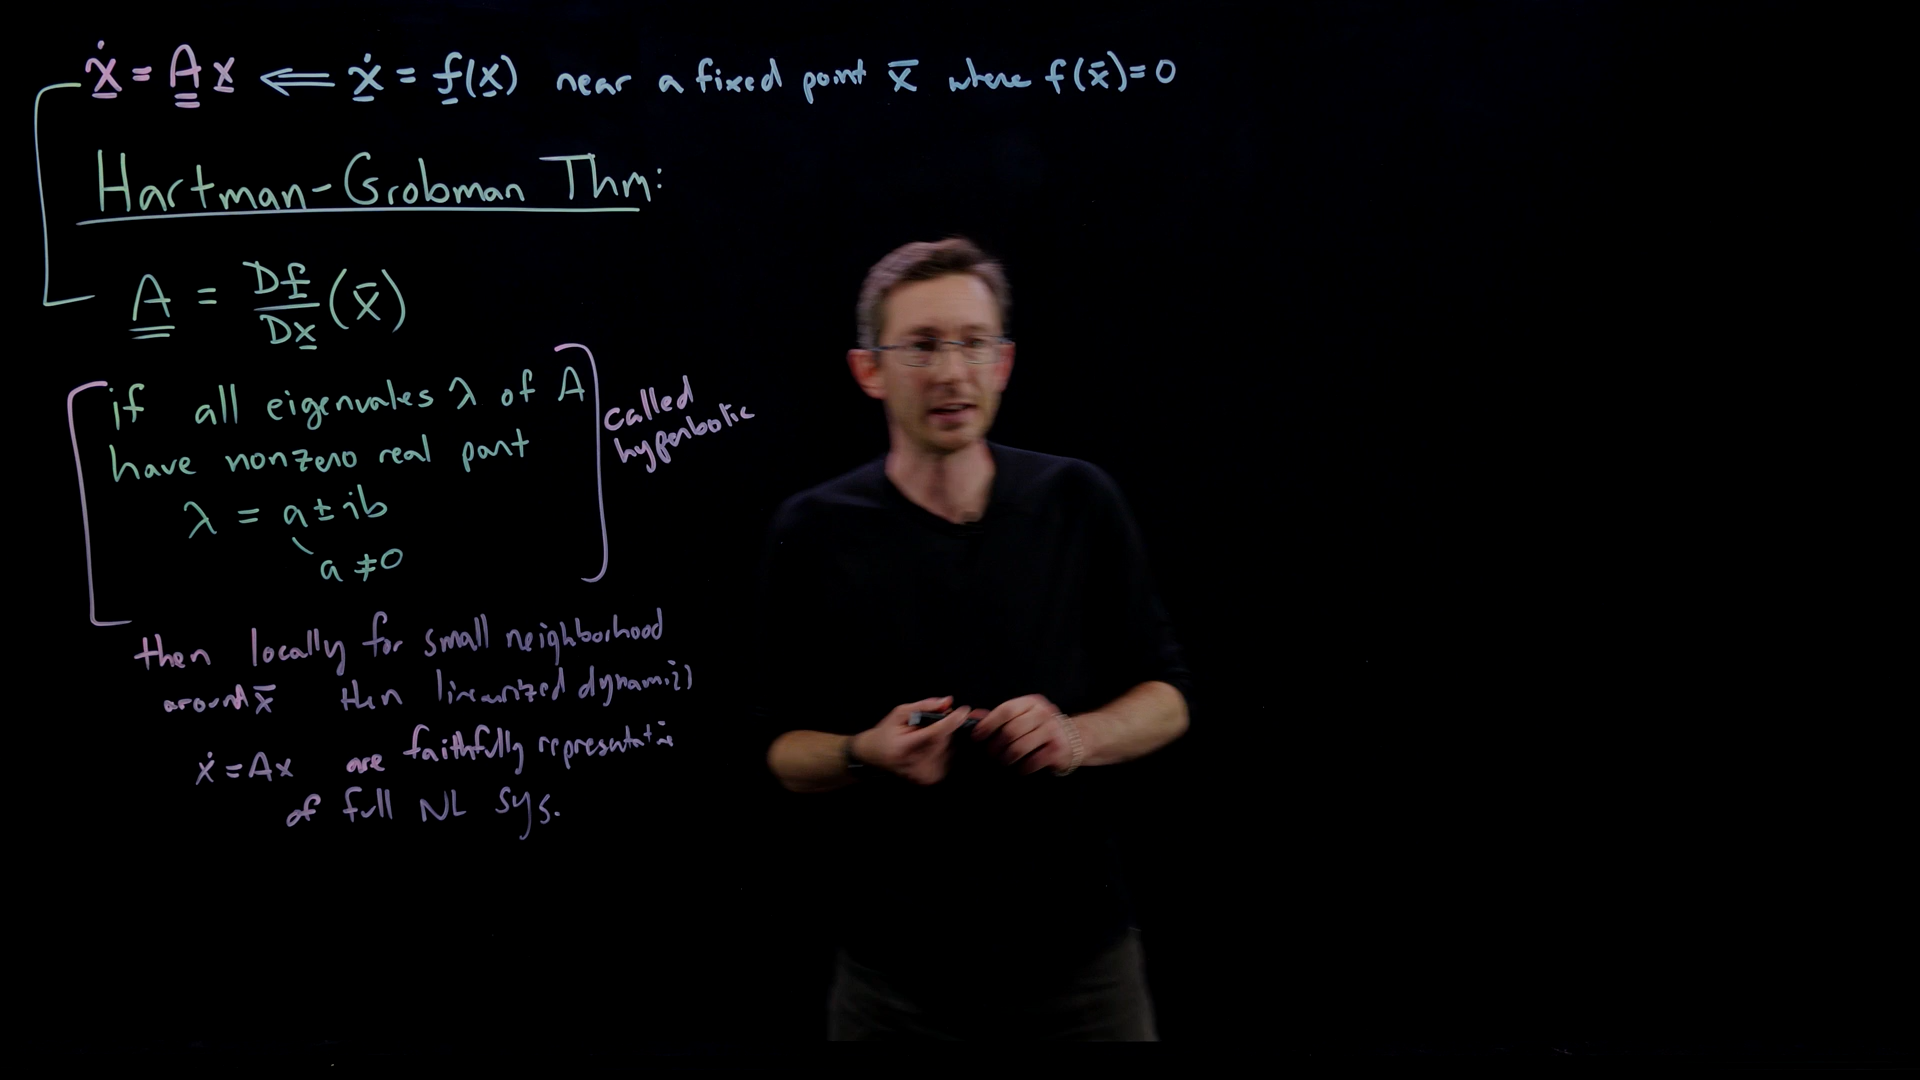 ẋ = A x ⟸ ẋ = f(x) near a fixed point x̄ where f(x̄)=0
Hartman-Grobman Thm:
A = Df/Dx (x̄)
if all eigenvales λ of A
have nonzero real part
λ = a ± ib
a ≠ 0
called
hyperbolic
then locally for small neighborhood
around x̄ then linearized dynamics
ẋ = Ax are faithfully representative
of full NL sys.